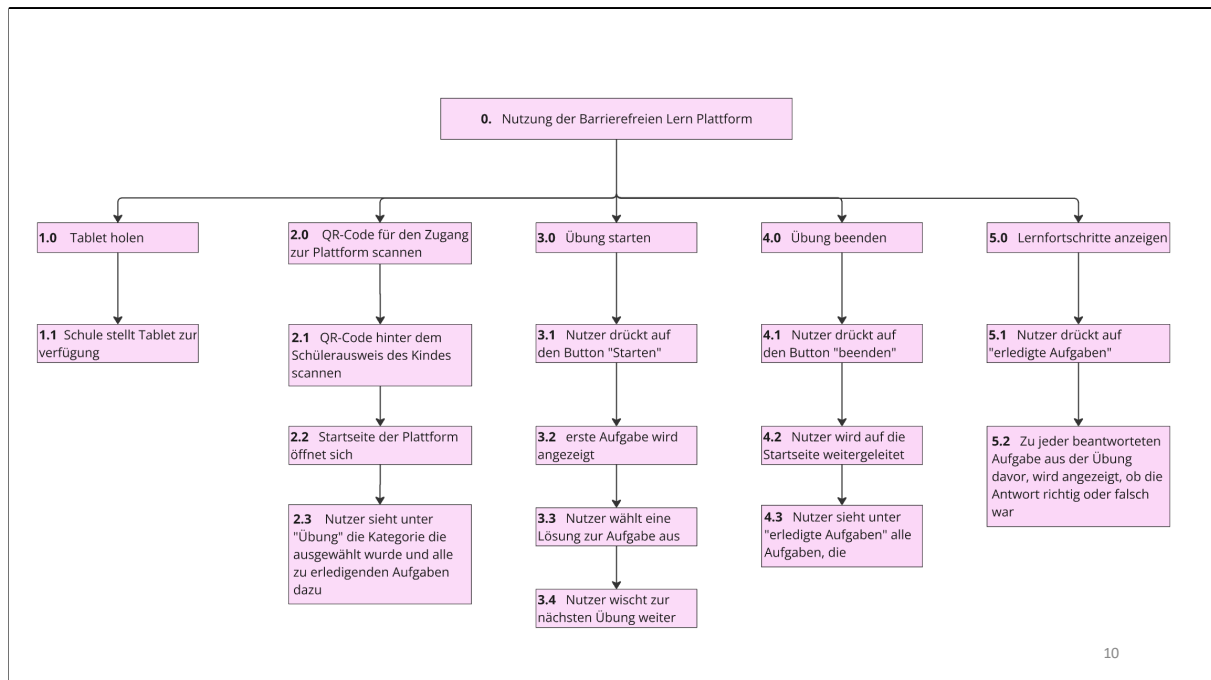 0. Nutzung der Barrierefreien Lern Plattform
1.0 Tablet holen
1.1 Schule stellt Tablet zur
verfügung
2.0 QR-Code für den Zugang
zur Plattform scannen
2.1 QR-Code hinter dem
Schülerausweis des Kindes
scannen
2.2 Startseite der Plattform
öffnet sich
2.3 Nutzer sieht unter
"Übung" die Kategorie die
ausgewählt wurde und alle
zu erledigenden Aufgaben
dazu
3.0 Übung starten
3.1 Nutzer drückt auf
den Button "Starten"
3.2 erste Aufgabe wird
angezeigt
3.3 Nutzer wählt eine
Lösung zur Aufgabe aus
3.4 Nutzer wischt zur
nächsten Übung weiter
4.0 Übung beenden
4.1 Nutzer drückt auf
den Button "beenden"
4.2 Nutzer wird auf die
Startseite weitergeleitet
4.3 Nutzer sieht unter
"erledigte Aufgaben" alle
Aufgaben, die
5.0 Lernfortschritte anzeigen
5.1 Nutzer drückt auf
"erledigte Aufgaben"
5.2 Zu jeder beantworteten
Aufgabe aus der Übung
davor, wird angezeigt, ob die
Antwort richtig oder falsch
war
10